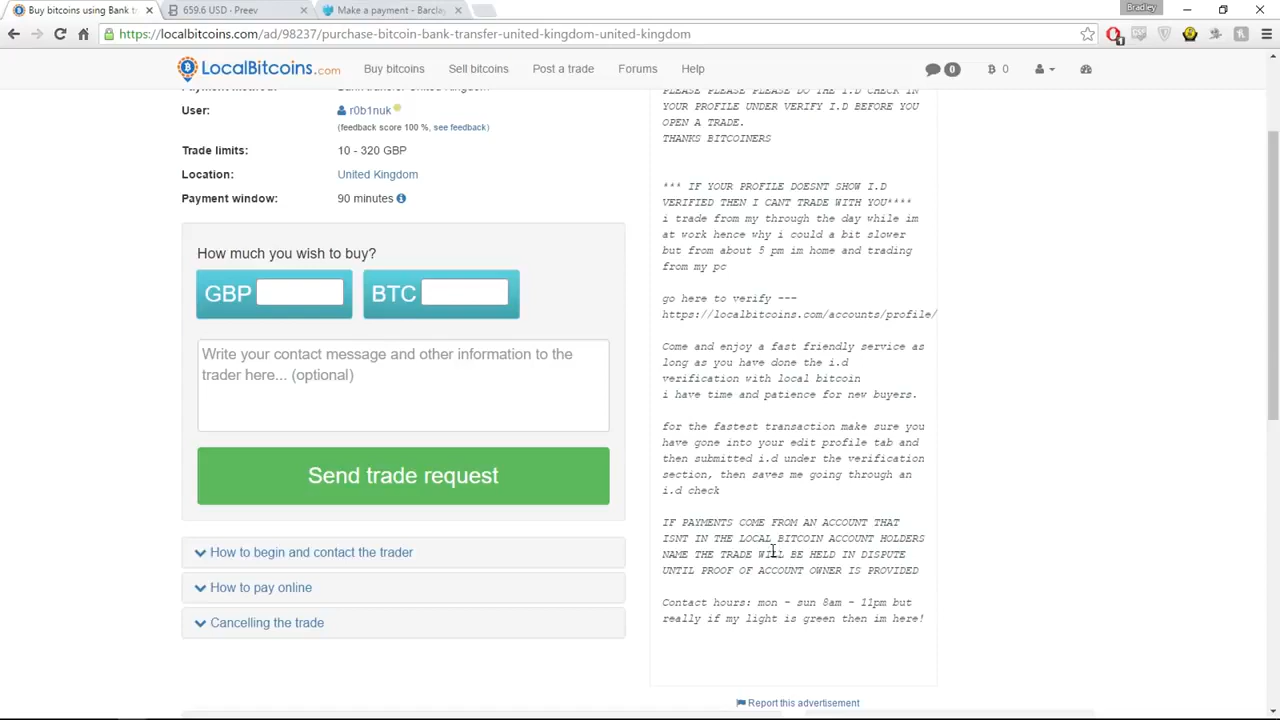 Buy bitcoins using Bank t
659.6 USD - Preev
Make a payment - Barclay
Bradley
https://localbitcoins.com/ad/98237/purchase-bitcoin-bank-transfer-united-kingdom-united-kingdom
1
LocalBitcoins.com
Buy bitcoins
Sell bitcoins
Post a trade
Forums
Help
0
0
User:
r0b1nuk
(feedback score 100 %, see feedback)
Trade limits:
10 - 320 GBP
Location:
United Kingdom
Payment window:
90 minutes
How much you wish to buy?
GBP
BTC
Write your contact message and other information to the
trader here... (optional)
Send trade request
How to begin and contact the trader
How to pay online
Cancelling the trade
PLEASE PLEASE PLEASE DO THE I.D CHECK IN
YOUR PROFILE UNDER VERIFY I.D BEFORE YOU
OPEN A TRADE.
THANKS BITCOINERS
*** IF YOUR PROFILE DOESNT SHOW I.D
VERIFIED THEN I CANT TRADE WITH YOU****
i trade from my through the day while im
at work hence why i could a bit slower
but from about 5 pm im home and trading
from my pc
go here to verify ---
https://localbitcoins.com/accounts/profile/
Come and enjoy a fast friendly service as
long as you have done the i.d
verification with local bitcoin
i have time and patience for new buyers.
for the fastest transaction make sure you
have gone into your edit profile tab and
then submitted i.d under the verification
section, then saves me going through an
i.d check
IF PAYMENTS COME FROM AN ACCOUNT THAT
ISNT IN THE LOCAL BITCOIN ACCOUNT HOLDERS
NAME THE TRADE WILL BE HELD IN DISPUTE
UNTIL PROOF OF ACCOUNT OWNER IS PROVIDED
Contact hours: mon - sun 8am - 11pm but
really if my light is green then im here!
Report this advertisement